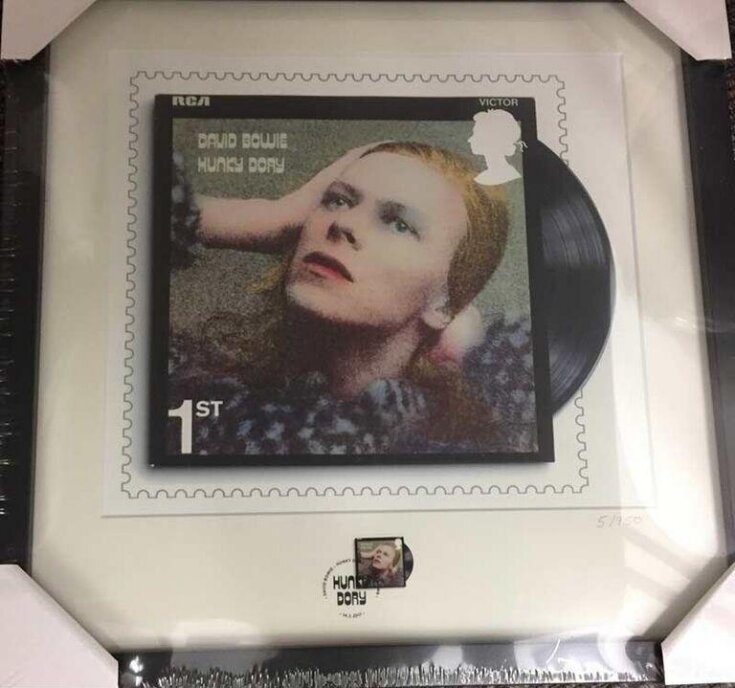 RCA
VICTOR
DAVID BOWIE
HUNKY DORY
1ST
5/950
HUNKY
DORY